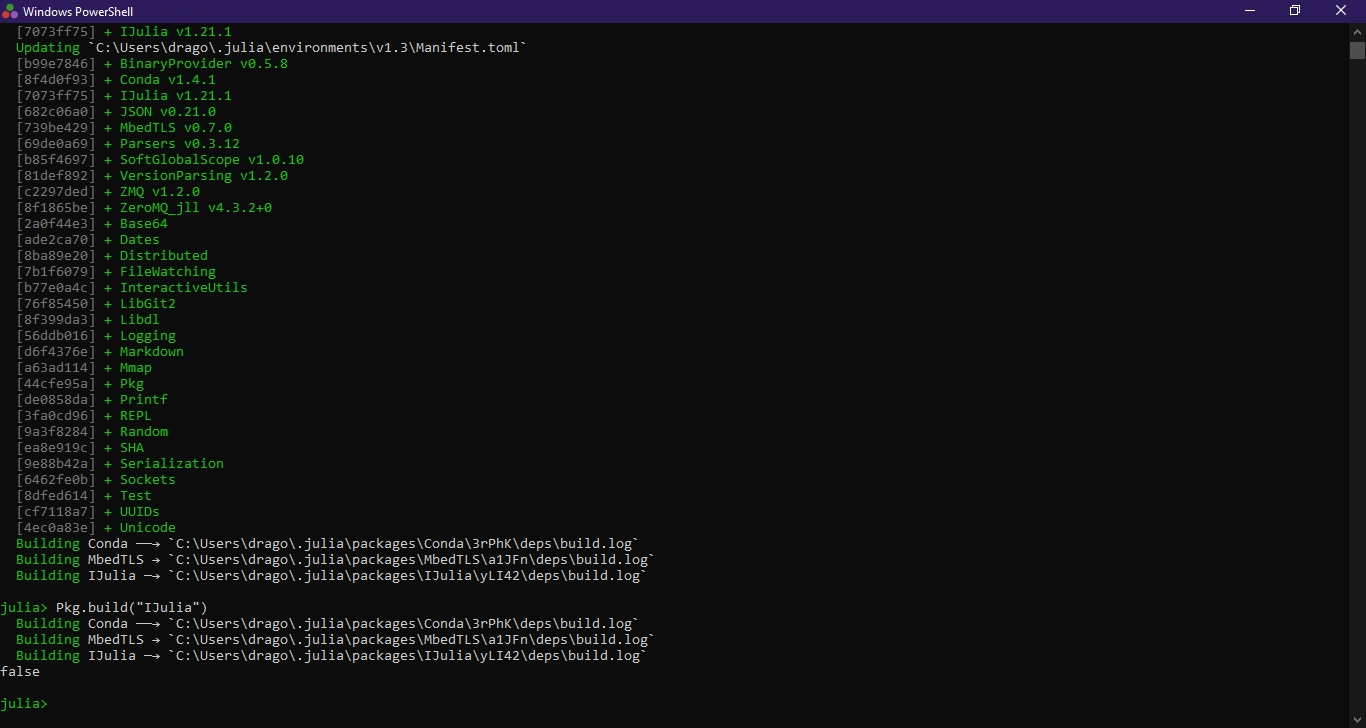 Windows PowerShell
[7073ff75] + IJulia v1.21.1
Updating `C:\Users\drago\.julia\environments\v1.3\Manifest.toml`
[b99e7846] + BinaryProvider v0.5.8
[8f4d0f93] + Conda v1.4.1
[7073ff75] + IJulia v1.21.1
[682c06a0] + JSON v0.21.0
[739be429] + MbedTLS v0.7.0
[69de0a69] + Parsers v0.3.12
[b85f4697] + SoftGlobalScope v1.0.10
[81def892] + VersionParsing v1.2.0
[c2297ded] + ZMQ v1.2.0
[8f1865be] + ZeroMQ_jll v4.3.2+0
[2a0f44e3] + Base64
[ade2ca70] + Dates
[8ba89e20] + Distributed
[7b1f6079] + FileWatching
[b77e0a4c] + InteractiveUtils
[76f85450] + LibGit2
[8f399da3] + Libdl
[56ddb016] + Logging
[d6f4376e] + Markdown
[a63ad114] + Mmap
[44cfe95a] + Pkg
[de0858da] + Printf
[3fa0cd96] + REPL
[9a3f8284] + Random
[ea8e919c] + SHA
[9e88b42a] + Serialization
[6462fe0b] + Sockets
[8dfed614] + Test
[cf7118a7] + UUIDs
[4ec0a83e] + Unicode
Building Conda ──→ `C:\Users\drago\.julia\packages\Conda\3rPhK\deps\build.log`
Building MbedTLS → `C:\Users\drago\.julia\packages\MbedTLS\a1JFn\deps\build.log`
Building IJulia ─→ `C:\Users\drago\.julia\packages\IJulia\yLI42\deps\build.log`
julia> Pkg.build("IJulia")
Building Conda ──→ `C:\Users\drago\.julia\packages\Conda\3rPhK\deps\build.log`
Building MbedTLS → `C:\Users\drago\.julia\packages\MbedTLS\a1JFn\deps\build.log`
Building IJulia ─→ `C:\Users\drago\.julia\packages\IJulia\yLI42\deps\build.log`
false
julia>